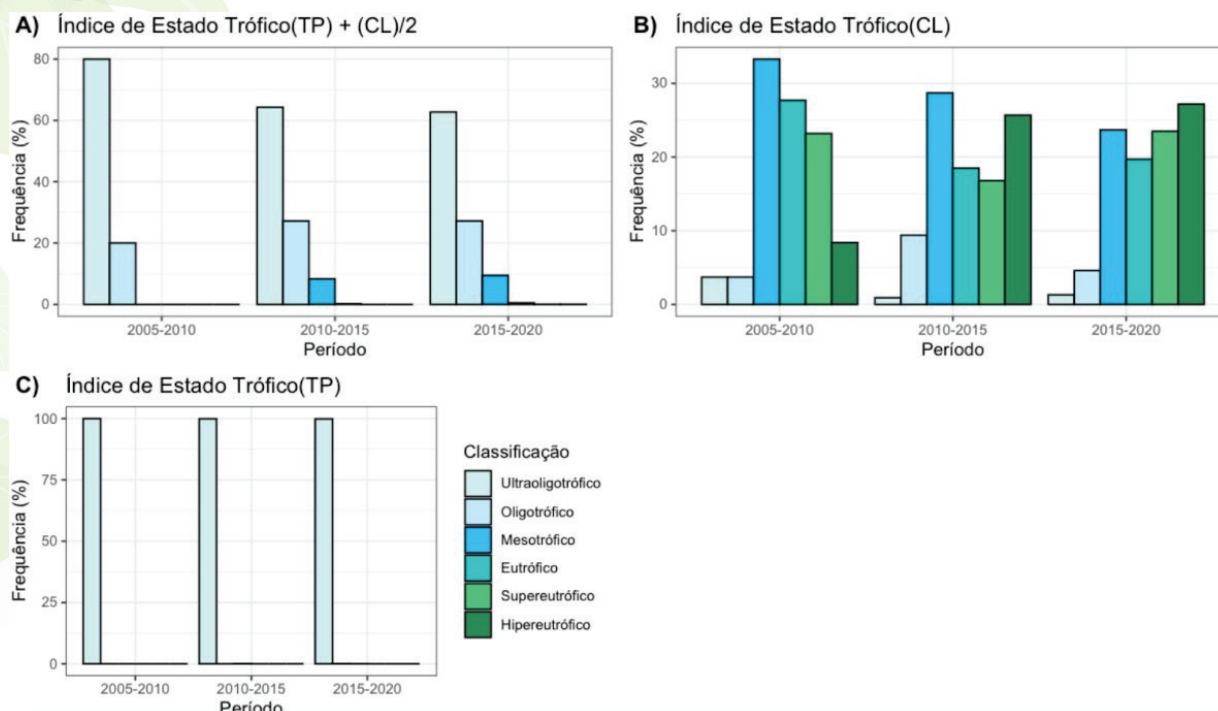 A) Índice de Estado Trófico(TP) + (CL)/2
Frequência (%)
80
60
40
20
0
2005-2010
2010-2015
2015-2020
Período
B) Índice de Estado Trófico(CL)
Frequência (%)
30
20
10
0
2005-2010
2010-2015
2015-2020
Período
C) Índice de Estado Trófico(TP)
Frequência (%)
100
75
50
25
0
2005-2010
2010-2015
2015-2020
Período
Classificação
Ultraoligotrófico
Oligotrófico
Mesotrófico
Eutrófico
Supereutrófico
Hipereutrófico